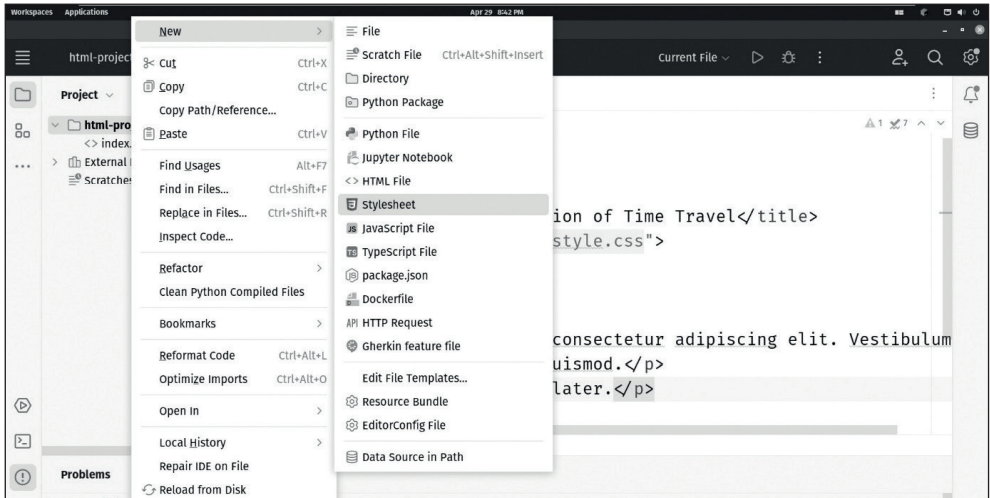 Workspaces Applications
Apr 29 8:42 PM
html-projec
Current File
Project
html-pro
index.
External
Scratches
Problems
New
Cut Ctrl+X
Copy Ctrl+C
Copy Path/Reference...
Paste Ctrl+V
Find Usages Alt+F7
Find in Files... Ctrl+Shift+F
Replace in Files... Ctrl+Shift+R
Inspect Code...
Refactor
Clean Python Compiled Files
Bookmarks
Reformat Code Ctrl+Alt+L
Optimize Imports Ctrl+Alt+O
Open In
Local History
Repair IDE on File
Reload from Disk
File
Scratch File Ctrl+Alt+Shift+Insert
Directory
Python Package
Python File
Jupyter Notebook
<> HTML File
Stylesheet
JS JavaScript File
TS TypeScript File
package.json
Dockerfile
API HTTP Request
Gherkin feature file
Edit File Templates...
Resource Bundle
EditorConfig File
Data Source in Path
1 7
ion of Time Travel</title>
style.css">
consectetur adipiscing elit. Vestibulum
uismod.</p>
later.</p>